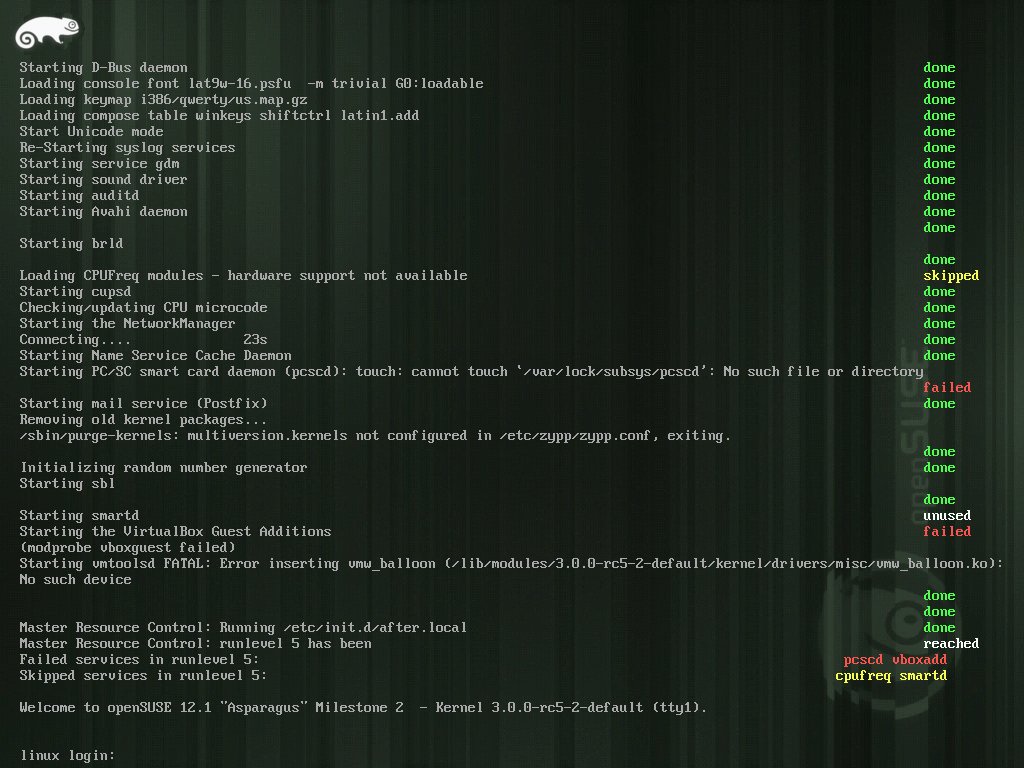 Starting D-Bus daemon done
Loading console font lat9w-16.psfu -m trivial G0:loadable done
Loading keymap i386/qwerty/us.map.gz done
Loading compose table winkeys shiftctrl latin1.add done
Start Unicode mode done
Re-Starting syslog services done
Starting service gdm done
Starting sound driver done
Starting auditd done
Starting Avahi daemon done
done
Starting brld
done
Loading CPUFreq modules - hardware support not available skipped
Starting cupsd done
Checking/updating CPU microcode done
Starting the NetworkManager done
Connecting.... 23s done
Starting Name Service Cache Daemon done
Starting PC/SC smart card daemon (pcscd): touch: cannot touch `/var/lock/subsys/pcscd': No such file or directory
failed
Starting mail service (Postfix) done
Removing old kernel packages...
/sbin/purge-kernels: multiversion.kernels not configured in /etc/zypp/zypp.conf, exiting.
done
Initializing random number generator done
Starting sbl
done
Starting smartd unused
Starting the VirtualBox Guest Additions failed
(modprobe vboxguest failed)
Starting vmtoolsd FATAL: Error inserting vmw_balloon (/lib/modules/3.0.0-rc5-2-default/kernel/drivers/misc/vmw_balloon.ko):
No such device
done
done
Master Resource Control: Running /etc/init.d/after.local done
Master Resource Control: runlevel 5 has been reached
Failed services in runlevel 5: pcscd vboxadd
Skipped services in runlevel 5: cpufreq smartd
Welcome to openSUSE 12.1 "Asparagus" Milestone 2 - Kernel 3.0.0-rc5-2-default (tty1).
linux login:
openSUSE